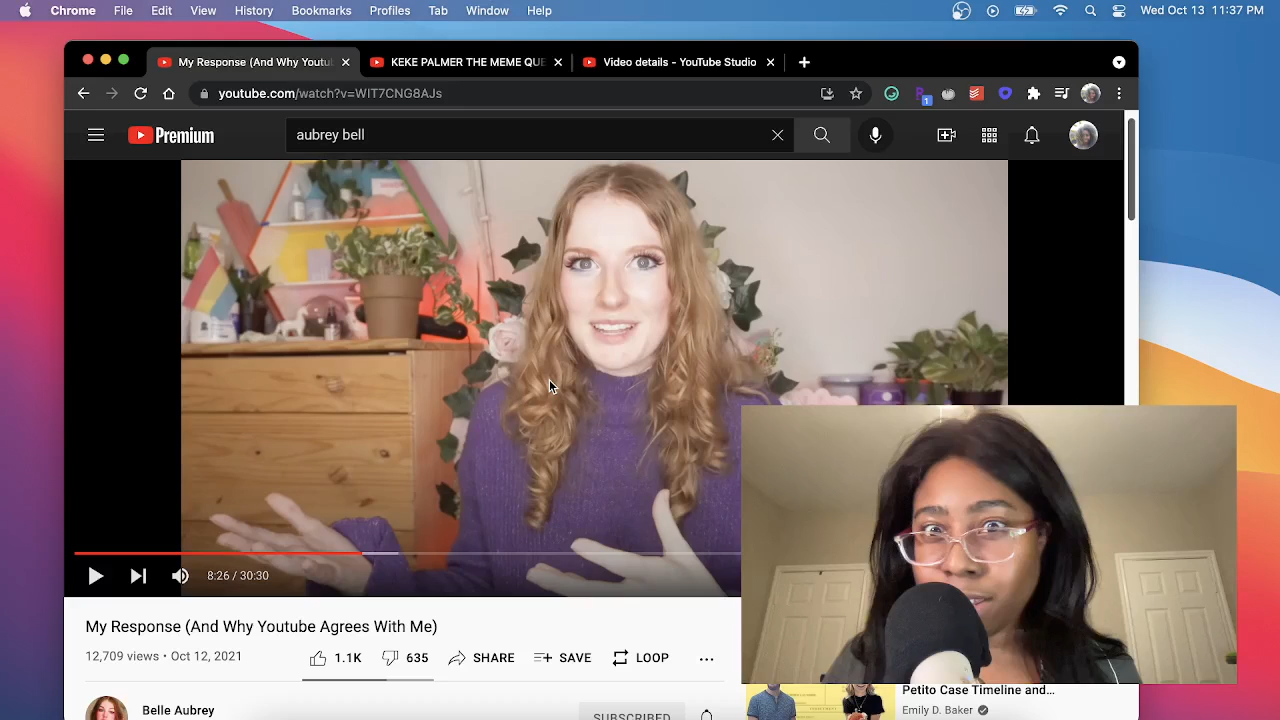 Chrome File Edit View History Bookmarks Profiles Tab Window Help Wed Oct 13 11:37 PM
My Response (And Why Youtu KEKE PALMER THE MEME QUE Video details - YouTube Studio
youtube.com/watch?v=WIT7CNG8AJs 1
Premium aubrey bell
8:26 / 30:30
My Response (And Why Youtube Agrees With Me)
12,709 views • Oct 12, 2021 1.1K 635 SHARE SAVE LOOP
Petito Case Timeline and...
Belle Aubrey SUBSCRIBED Emily D. Baker